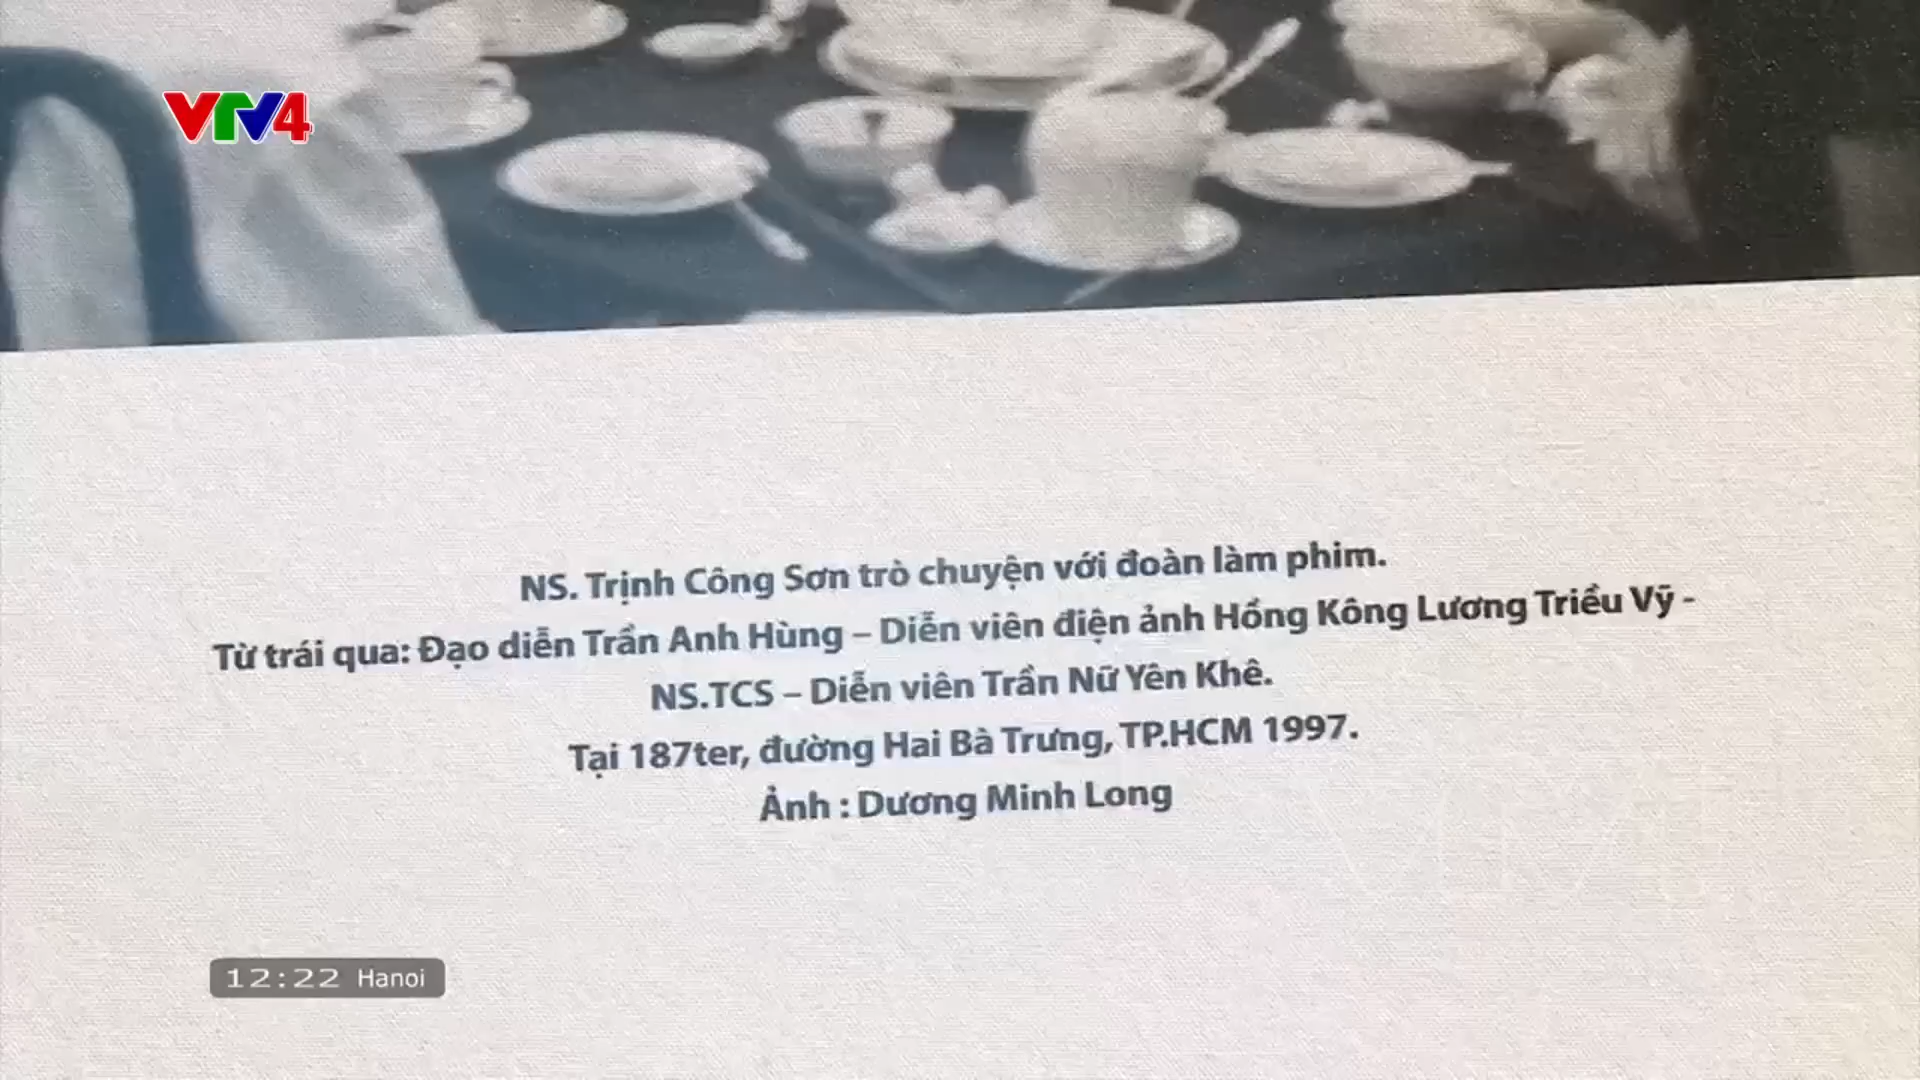 VTV4
NS. Trịnh Công Sơn trò chuyện với đoàn làm phim.
Từ trái qua: Đạo diễn Trần Anh Hùng – Diễn viên điện ảnh Hồng Kông Lương Triều Vỹ -
NS.TCS – Diễn viên Trần Nữ Yên Khê.
Tại 187ter, đường Hai Bà Trưng, TP.HCM 1997.
Ảnh : Dương Minh Long
12:22 Hanoi